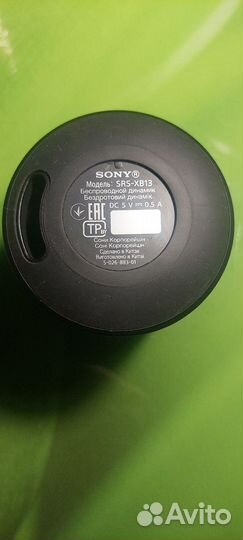 SONY®
Модель: SRS-XB13
Беспроводной динамик
Бездротовий динамік
DC 5 V ⎓ 0.5 A
EAC
TP
Сони Корпорейшн
Соні Корпорейшн
Сделано в Китае
Виготовлено в Китаї
5-026-883-01
Avito